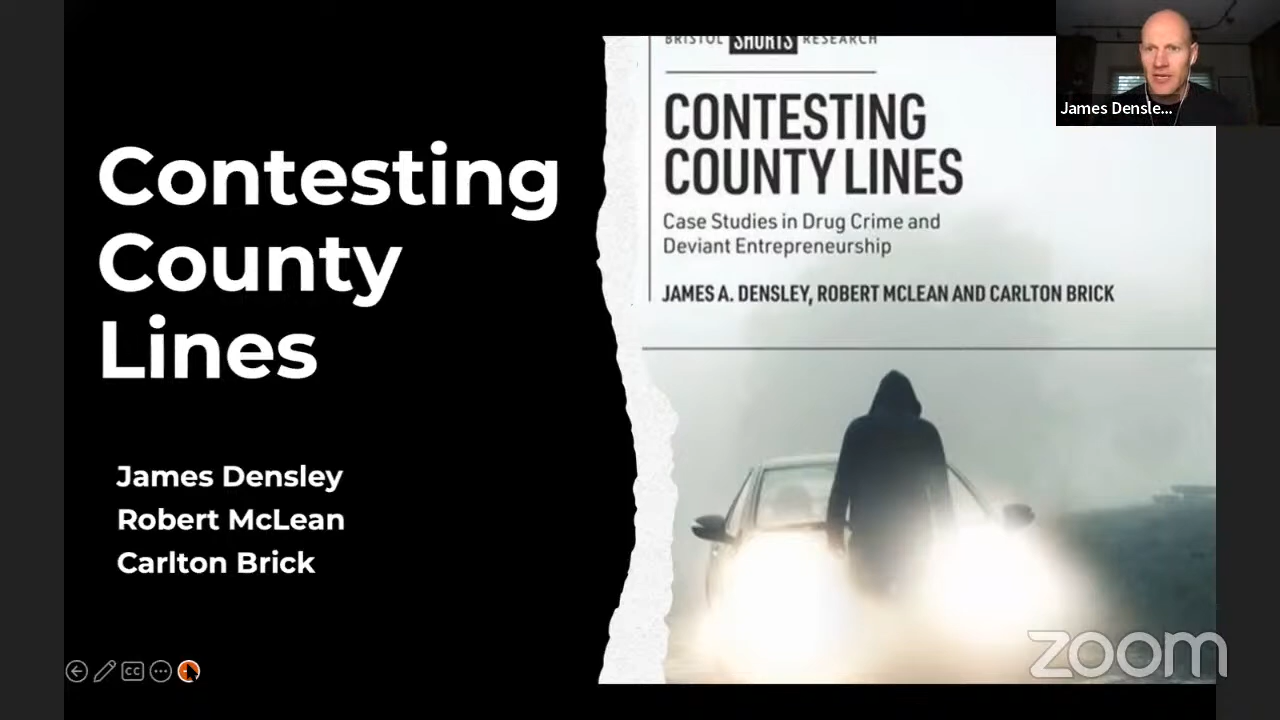 Contesting
County
Lines
James Densley
Robert McLean
Carlton Brick
BRISTOL SHORTS RESEARCH
CONTESTING
COUNTY LINES
Case Studies in Drug Crime and
Deviant Entrepreneurship
JAMES A. DENSLEY, ROBERT MCLEAN AND CARLTON BRICK
James Densle...
CC
zoom